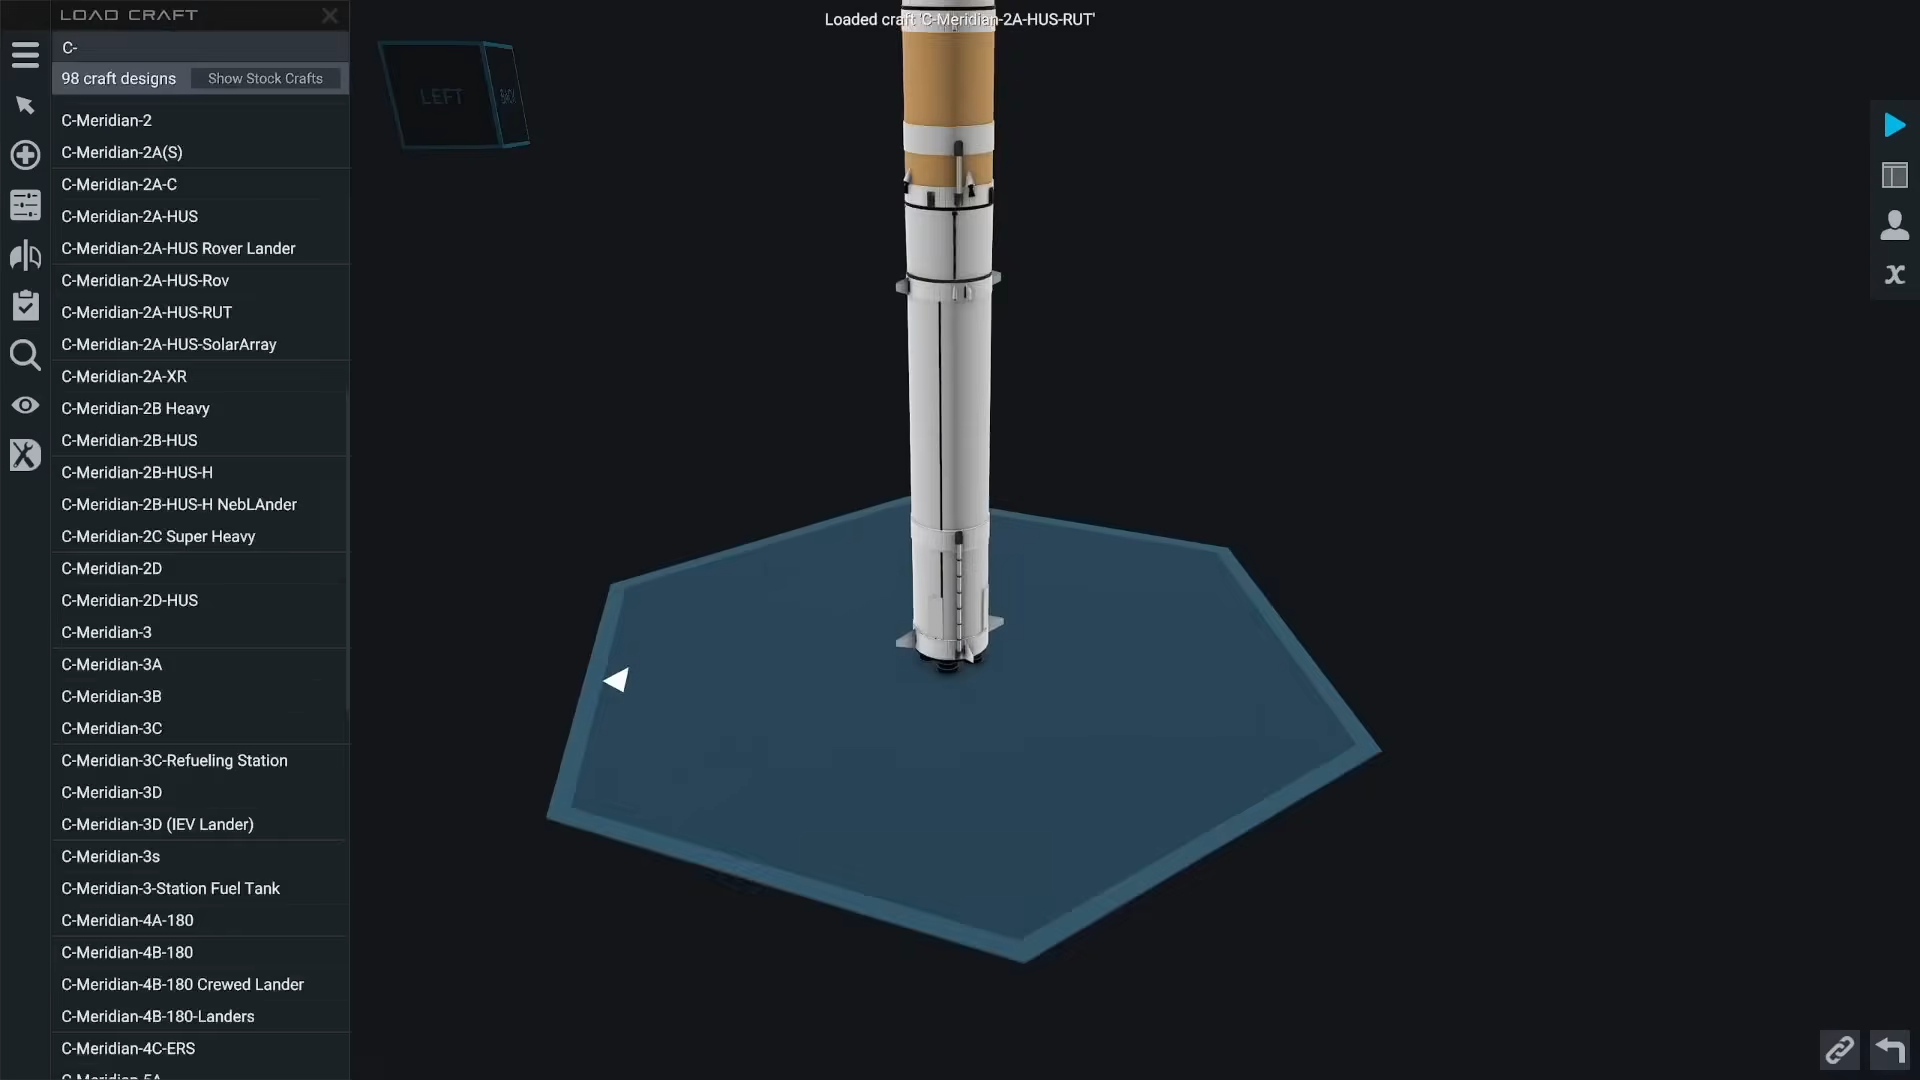 LOAD CRAFT
C-
98 craft designs
Show Stock Crafts
C-Meridian-2
C-Meridian-2A(S)
C-Meridian-2A-C
C-Meridian-2A-HUS
C-Meridian-2A-HUS Rover Lander
C-Meridian-2A-HUS-Rov
C-Meridian-2A-HUS-RUT
C-Meridian-2A-HUS-SolarArray
C-Meridian-2A-XR
C-Meridian-2B Heavy
C-Meridian-2B-HUS
C-Meridian-2B-HUS-H
C-Meridian-2B-HUS-H NebLAnder
C-Meridian-2C Super Heavy
C-Meridian-2D
C-Meridian-2D-HUS
C-Meridian-3
C-Meridian-3A
C-Meridian-3B
C-Meridian-3C
C-Meridian-3C-Refueling Station
C-Meridian-3D
C-Meridian-3D (IEV Lander)
C-Meridian-3s
C-Meridian-3-Station Fuel Tank
C-Meridian-4A-180
C-Meridian-4B-180
C-Meridian-4B-180 Crewed Lander
C-Meridian-4B-180-Landers
C-Meridian-4C-ERS
C-Meridian-5A
Loaded craft 'C-Meridian-2A-HUS-RUT'
LEFT
BACK